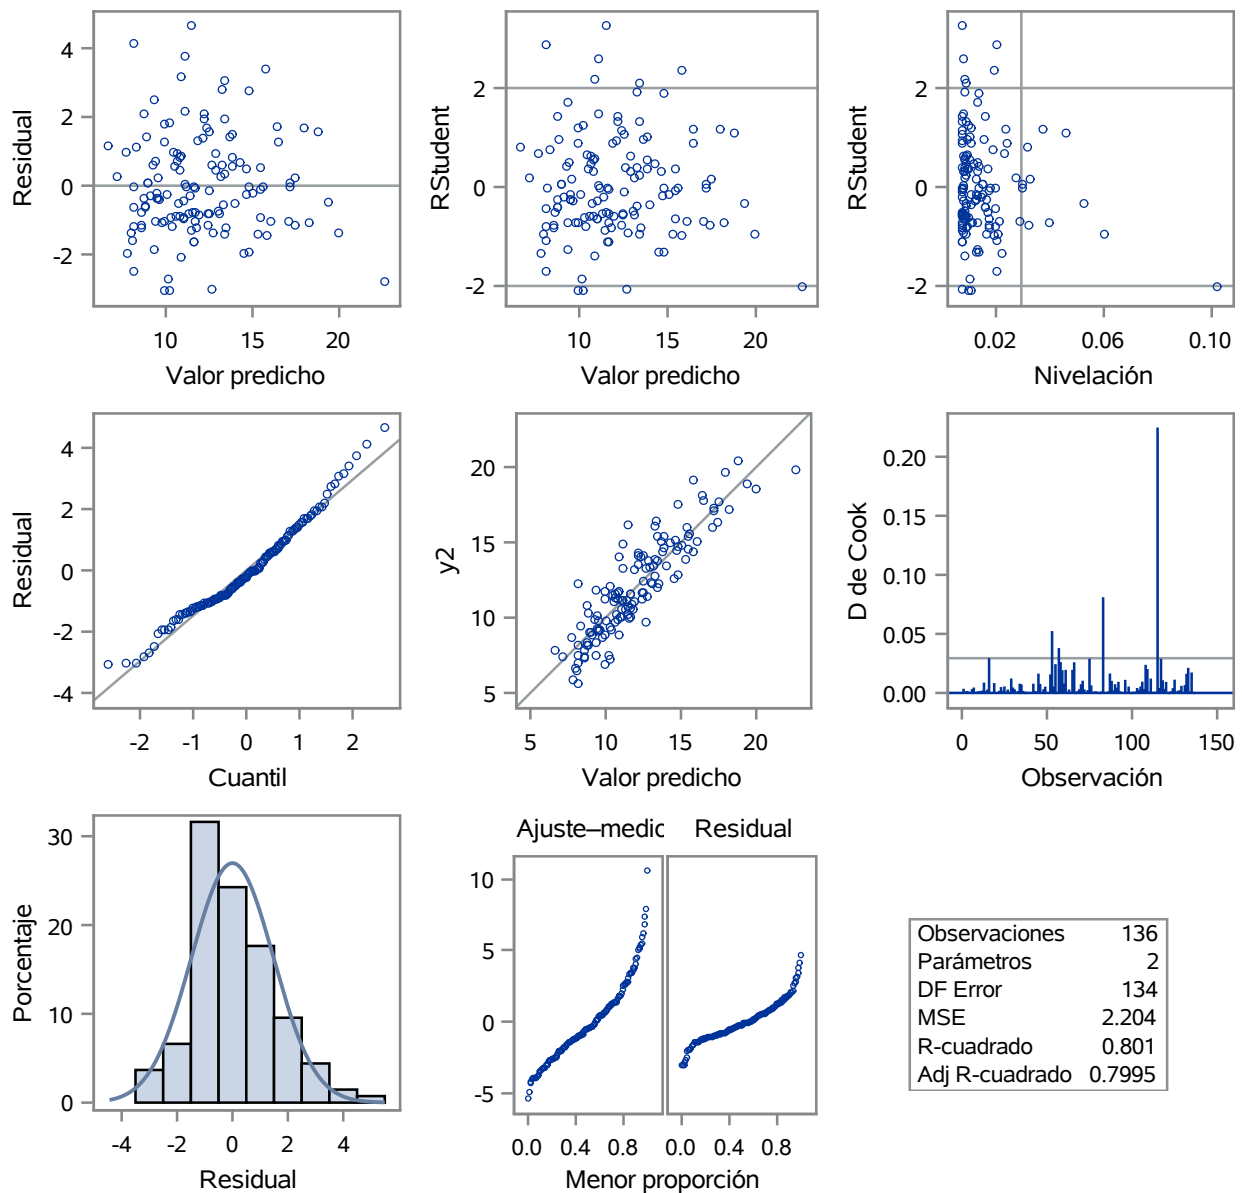 Residual
4
2
0
-2
10 15 20
Valor predicho
RStudent
2
0
-2
10 15 20
Valor predicho
RStudent
2
0
-2
0.02 0.06 0.10
Nivelación
Residual
4
2
0
-2
-4
-2 -1 0 1 2
Cuantil
y2
20
15
10
5
5 10 15 20
Valor predicho
D de Cook
0.20
0.15
0.10
0.05
0.00
0 50 100 150
Observación
Porcentaje
30
20
10
0
-4 -2 0 2 4
Residual
Ajuste–medic Residual
10
5
0
-5
0.0 0.4 0.8 0.0 0.4 0.8
Menor proporción
Observaciones 136
Parámetros 2
DF Error 134
MSE 2.204
R-cuadrado 0.801
Adj R-cuadrado 0.7995